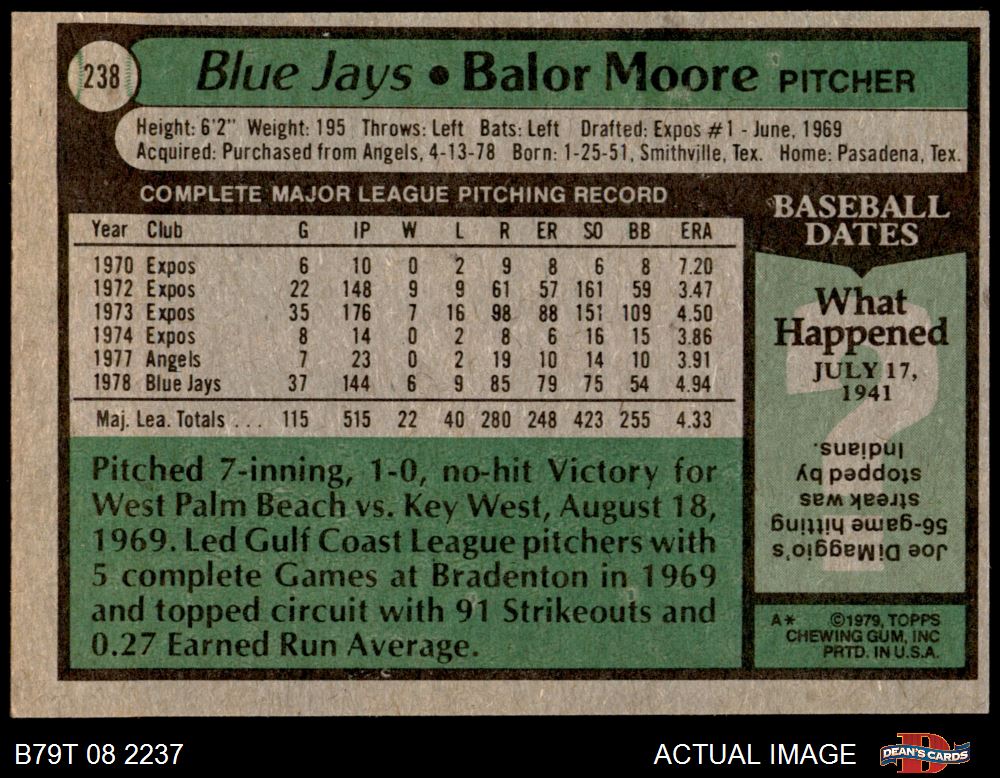 238
Blue Jays • Balor Moore PITCHER
Height: 6'2" Weight: 195 Throws: Left Bats: Left Drafted: Expos #1 - June, 1969
Acquired: Purchased from Angels, 4-13-78 Born: 1-25-51, Smithville, Tex. Home: Pasadena, Tex.
COMPLETE MAJOR LEAGUE PITCHING RECORD
Year Club G IP W L R ER SO BB ERA
1970 Expos 6 10 0 2 9 8 6 8 7.20
1972 Expos 22 148 9 9 61 57 161 59 3.47
1973 Expos 35 176 7 16 98 88 151 109 4.50
1974 Expos 8 14 0 2 8 6 16 15 3.86
1977 Angels 7 23 0 2 19 10 14 10 3.91
1978 Blue Jays 37 144 6 9 85 79 75 54 4.94
Maj. Lea. Totals . . . 115 515 22 40 280 248 423 255 4.33
Pitched 7-inning, 1-0, no-hit Victory for
West Palm Beach vs. Key West, August 18,
1969. Led Gulf Coast League pitchers with
5 complete Games at Bradenton in 1969
and topped circuit with 91 Strikeouts and
0.27 Earned Run Average.
BASEBALL
DATES
What
Happened
JULY 17,
1941
?
Joe DiMaggio's
56-game hitting
streak was
stopped by
Indians.
A* ©1979, TOPPS
CHEWING GUM, INC
PRTD. IN U.S.A.
B79T 08 2237
ACTUAL IMAGE
D
DEAN'S CARDS